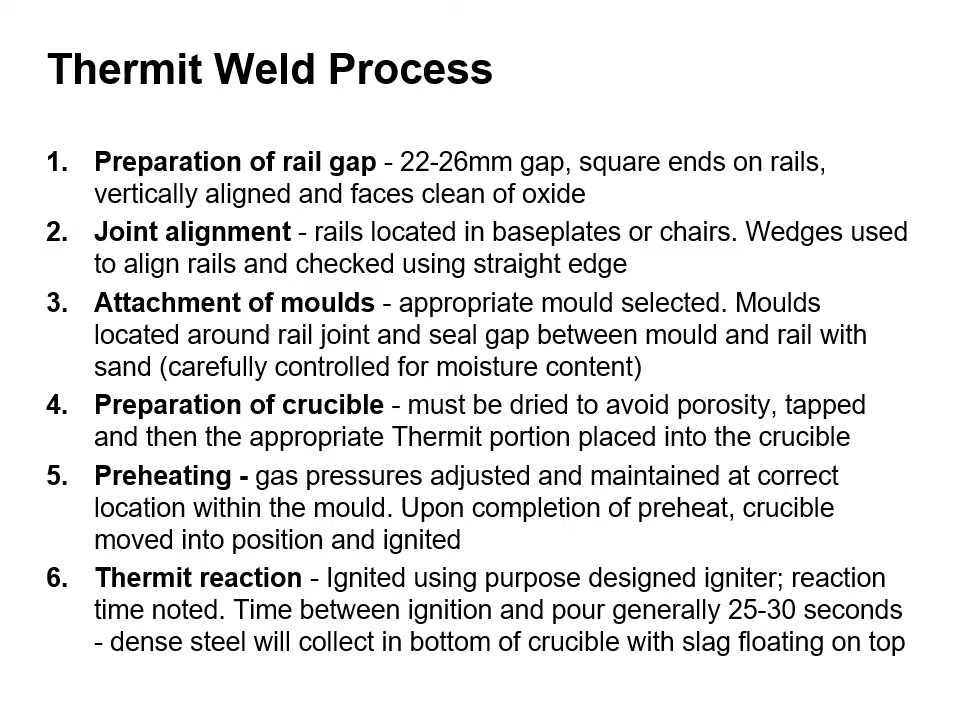 Thermit Weld Process
1. Preparation of rail gap - 22-26mm gap, square ends on rails,
vertically aligned and faces clean of oxide
2. Joint alignment - rails located in baseplates or chairs. Wedges used
to align rails and checked using straight edge
3. Attachment of moulds - appropriate mould selected. Moulds
located around rail joint and seal gap between mould and rail with
sand (carefully controlled for moisture content)
4. Preparation of crucible - must be dried to avoid porosity, tapped
and then the appropriate Thermit portion placed into the crucible
5. Preheating - gas pressures adjusted and maintained at correct
location within the mould. Upon completion of preheat, crucible
moved into position and ignited
6. Thermit reaction - Ignited using purpose designed igniter; reaction
time noted. Time between ignition and pour generally 25-30 seconds
- dense steel will collect in bottom of crucible with slag floating on top